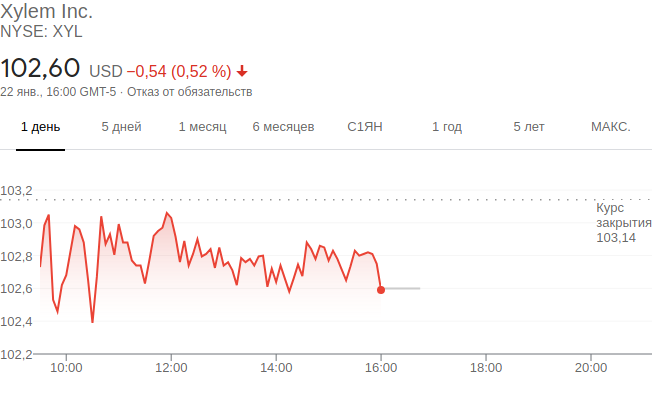 Xylem Inc.
NYSE: XYL
102,60 USD −0,54 (0,52 %)
22 янв., 16:00 GMT-5 · Отказ от обязательств
1 день 5 дней 1 месяц 6 месяцев С1ЯН 1 год 5 лет МАКС.
103,2
Курс
закрытия
103,14
103,0
102,8
102,6
102,4
102,2
10:00 12:00 14:00 16:00 18:00 20:00